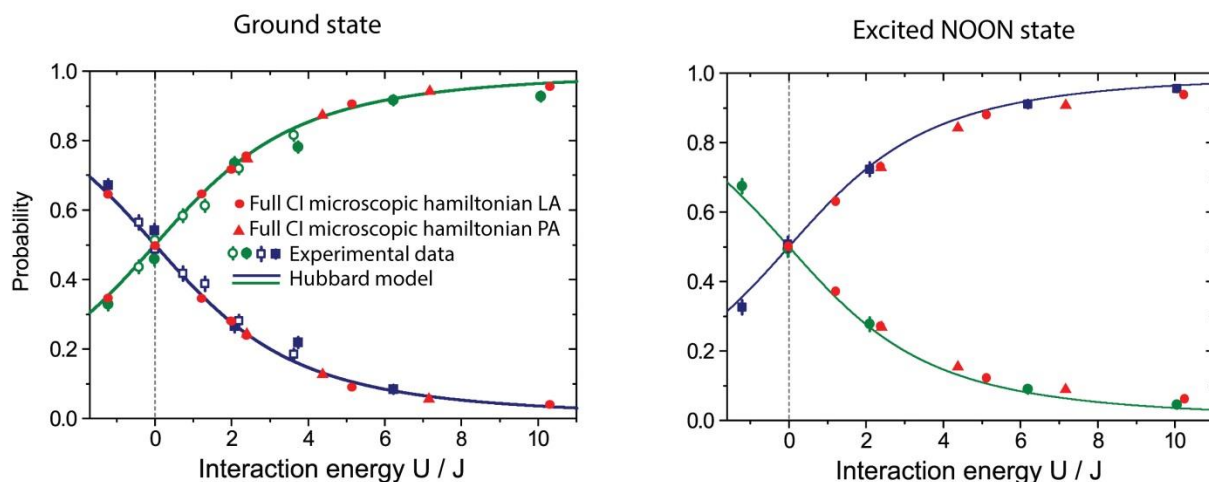 Ground state
Probability
1.0
0.8
0.6
0.4
0.2
0.0
Full CI microscopic hamiltonian LA
Full CI microscopic hamiltonian PA
Experimental data
Hubbard model
0 2 4 6 8 10
Interaction energy U / J
Excited NOON state
1.0
0.8
0.6
0.4
0.2
0.0
0 2 4 6 8 10
Interaction energy U / J